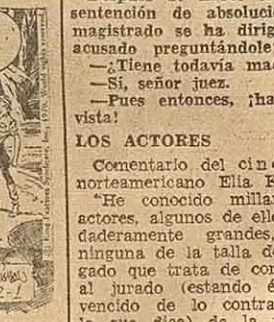 sentención de absoluci
magistrado se ha dirig
acusado preguntándole
—¿Tiene todavía ma
—Sí, señor juez.
—Pues entonces, ¡ha
vista!
LOS ACTORES
Comentario del cin
norteamericano Elia K
"He conocido milla
actores, algunos de ello
daderamente grandes,
ninguna de la talla d
gado que trata de con
al jurado (estando é
vencido de lo contra